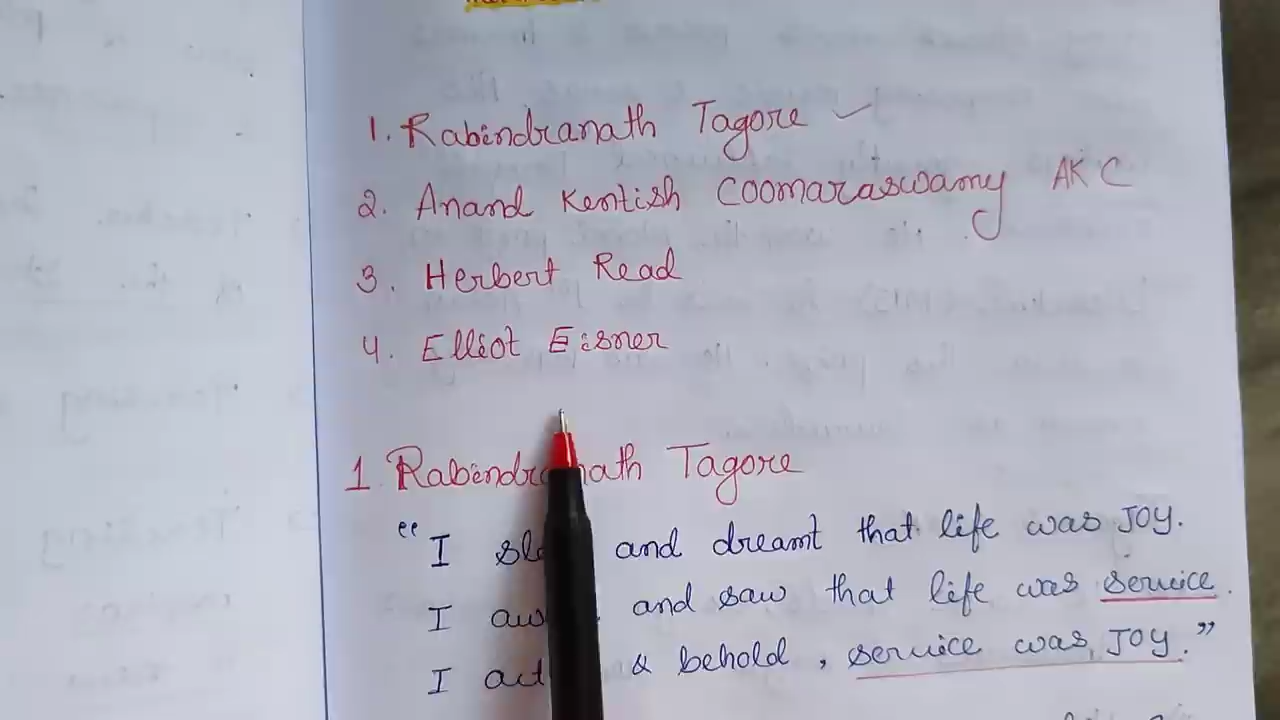 1. Rabindranath Tagore
2. Anand Kentish Coomaraswamy AKC
3. Herbert Read
4. Elliot Eisner
1 Rabindranath Tagore
“ I and dreamt that life was JOY.
I and saw that life was service.
I & behold, service was JOY.”